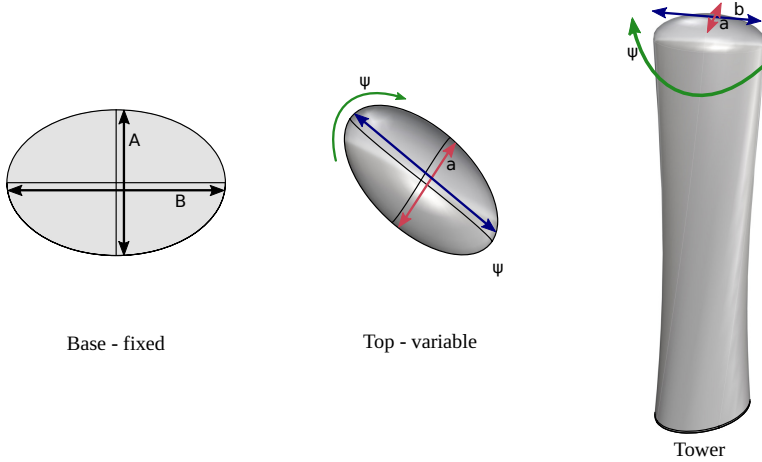 A
B
Base - fixed
ψ
a
ψ
Top - variable
b
a
ψ
Tower